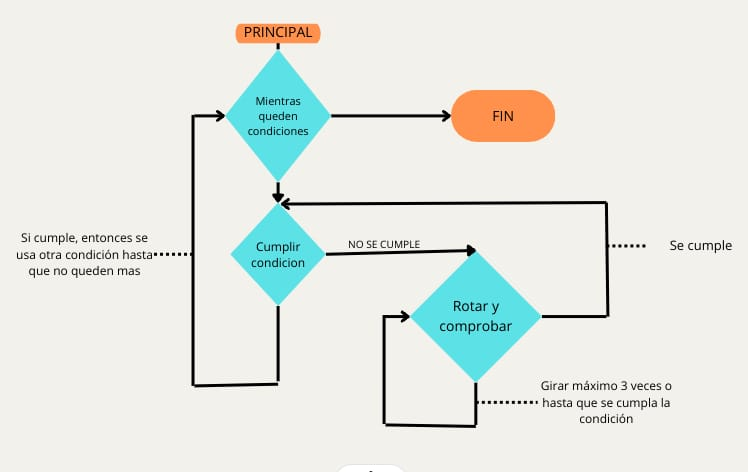 PRINCIPAL
Mientras
queden
condiciones
FIN
Si cumple, entonces se
usa otra condición hasta
que no queden mas
Cumplir
condicion
NO SE CUMPLE
Se cumple
Rotar y
comprobar
Girar máximo 3 veces o
hasta que se cumpla la
condición